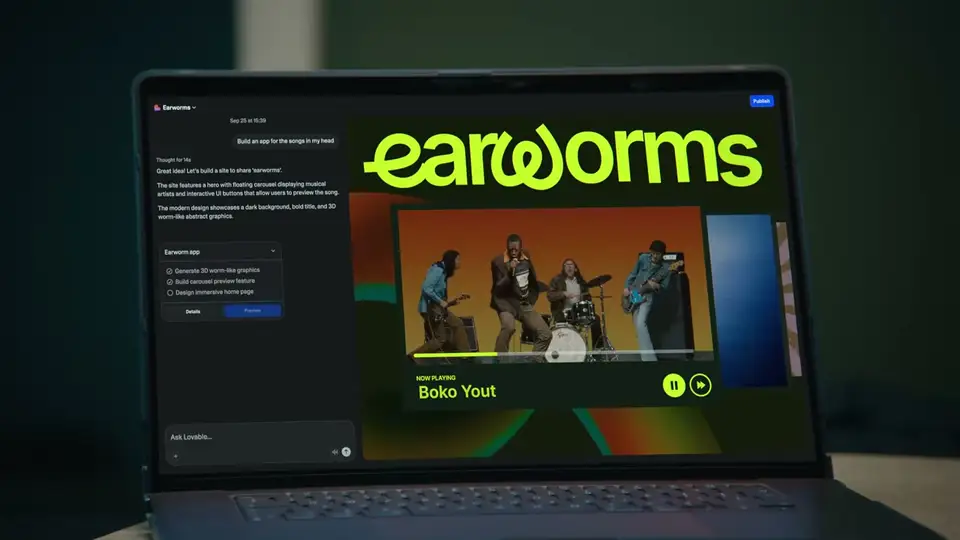 Earworms
Publish
Sep 25 at 15:39
Build an app for the songs in my head
Thought for 14s
Great idea! Let's build a site to share 'earworms'.
The site features a hero with floating carousel displaying musical
artists and interactive UI buttons that allow users to preview the song.
The modern design showcases a dark background, bold title, and 3D
worm-like abstract graphics.
Earworm app
Generate 3D worm-like graphics
Build carousel preview feature
Design immersive home page
Details
Preview
Ask Lovable...
earworms
NOW PLAYING
Boko Yout